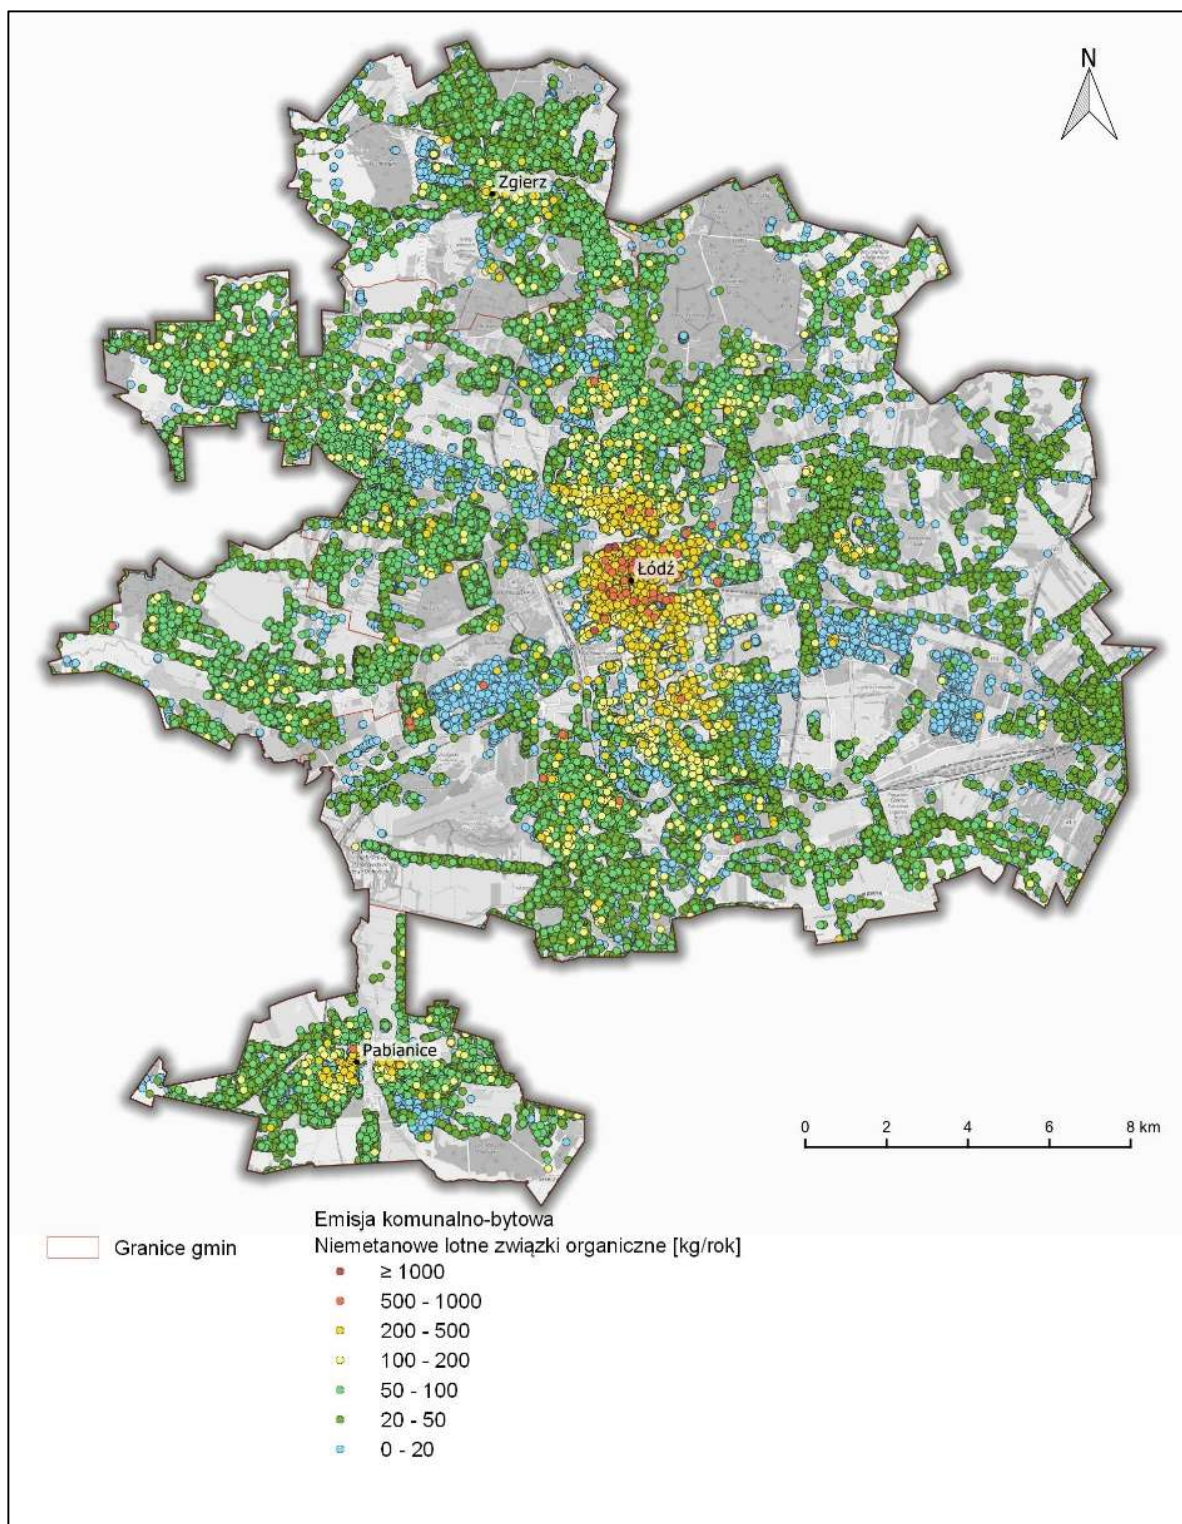 N
Zgierz
Łódź
Pabianice
0 2 4 6 8 km
Emisja komunalno-bytowa
Granice gmin
Niemetanowe lotne związki organiczne [kg/rok]
≥ 1000
500 - 1000
200 - 500
100 - 200
50 - 100
20 - 50
0 - 20